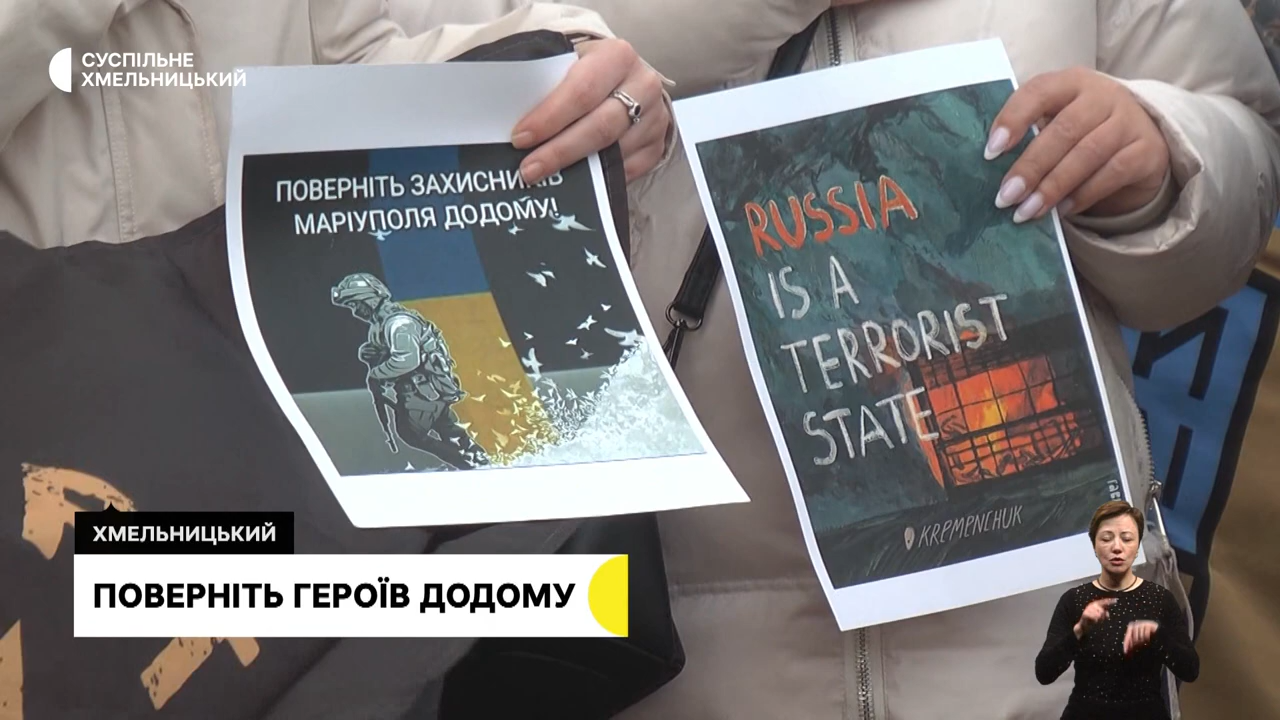 СУСПІЛЬНЕ
ХМЕЛЬНИЦЬКИЙ
ПОВЕРНІТЬ ЗАХИСНИКІВ
МАРІУПОЛЯ ДОДОМУ!
RUSSIA
IS A
TERRORIST
STATE
KREMENCHUK
ХМЕЛЬНИЦЬКИЙ
ПОВЕРНІТЬ ГЕРОЇВ ДОДОМУ